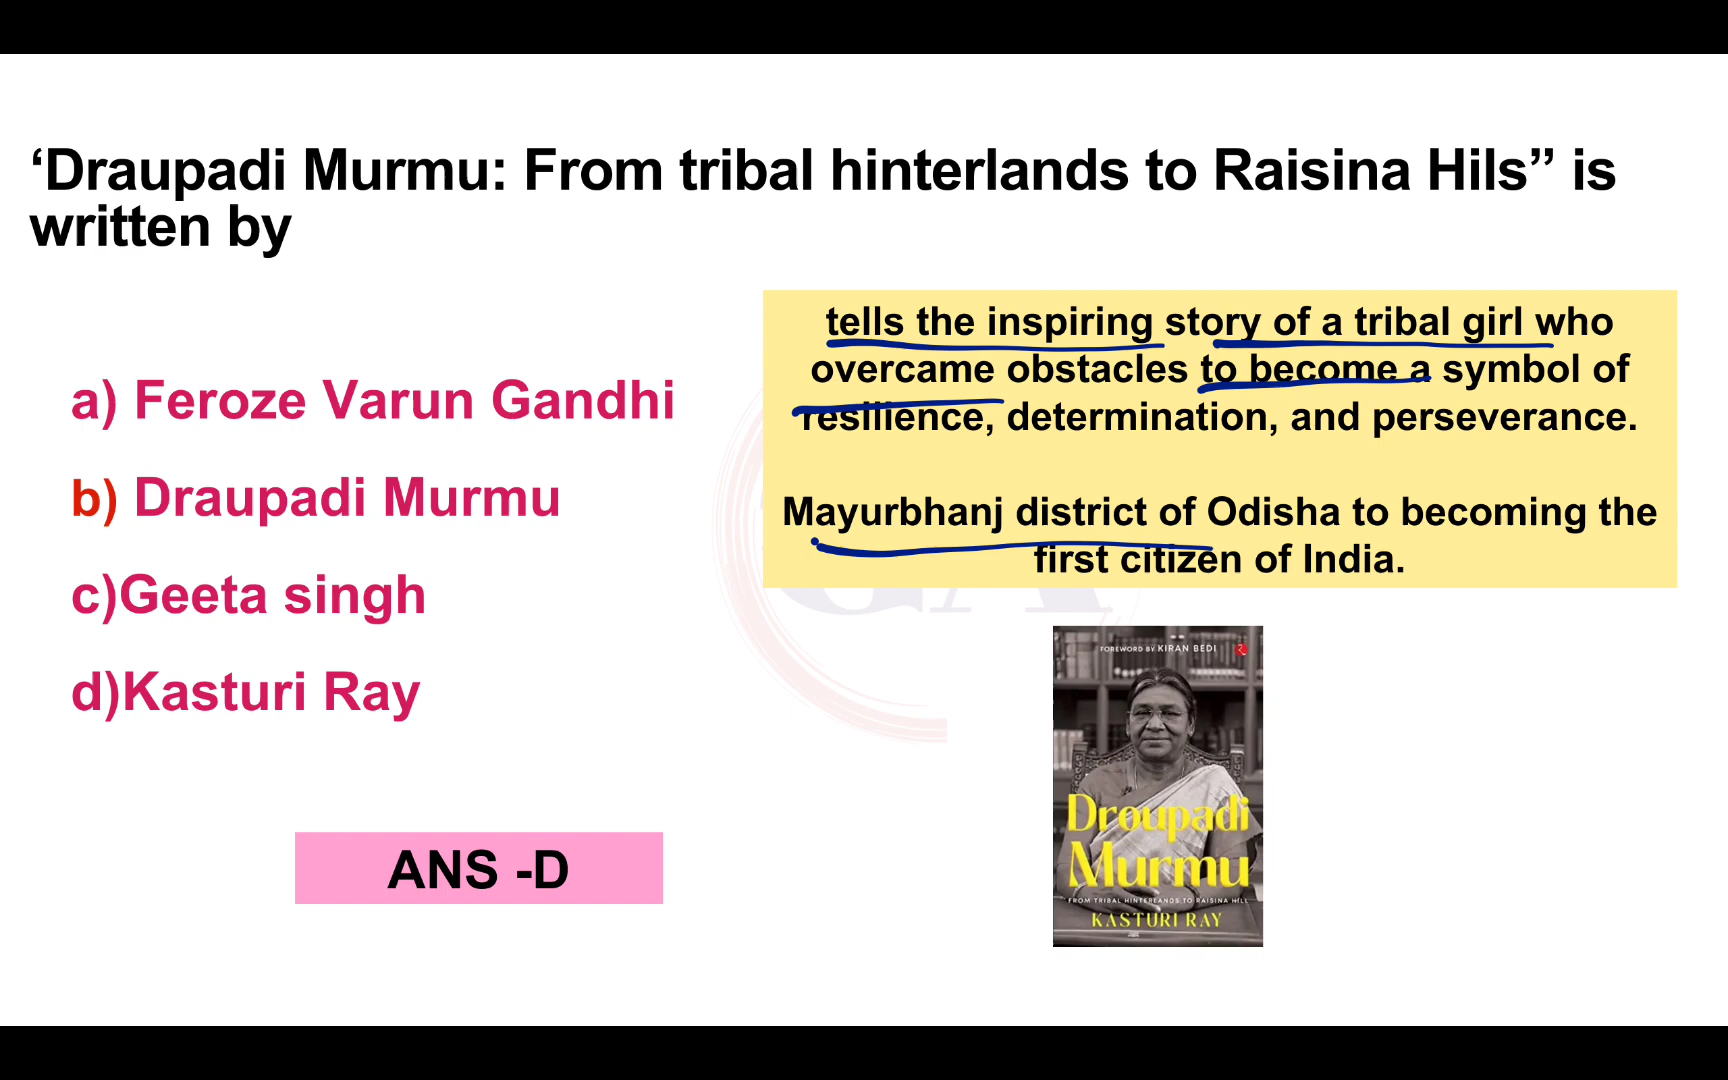 ‘Draupadi Murmu: From tribal hinterlands to Raisina Hils” is
written by
a) Feroze Varun Gandhi
b) Draupadi Murmu
c)Geeta singh
d)Kasturi Ray
ANS -D
tells the inspiring story of a tribal girl who
overcame obstacles to become a symbol of
resilience, determination, and perseverance.
Mayurbhanj district of Odisha to becoming the
first citizen of India.
FOREWORD BY KIRAN BEDI
Droupadi
Murmu
FROM TRIBAL HINTERLANDS TO RAISINA HILL
KASTURI RAY